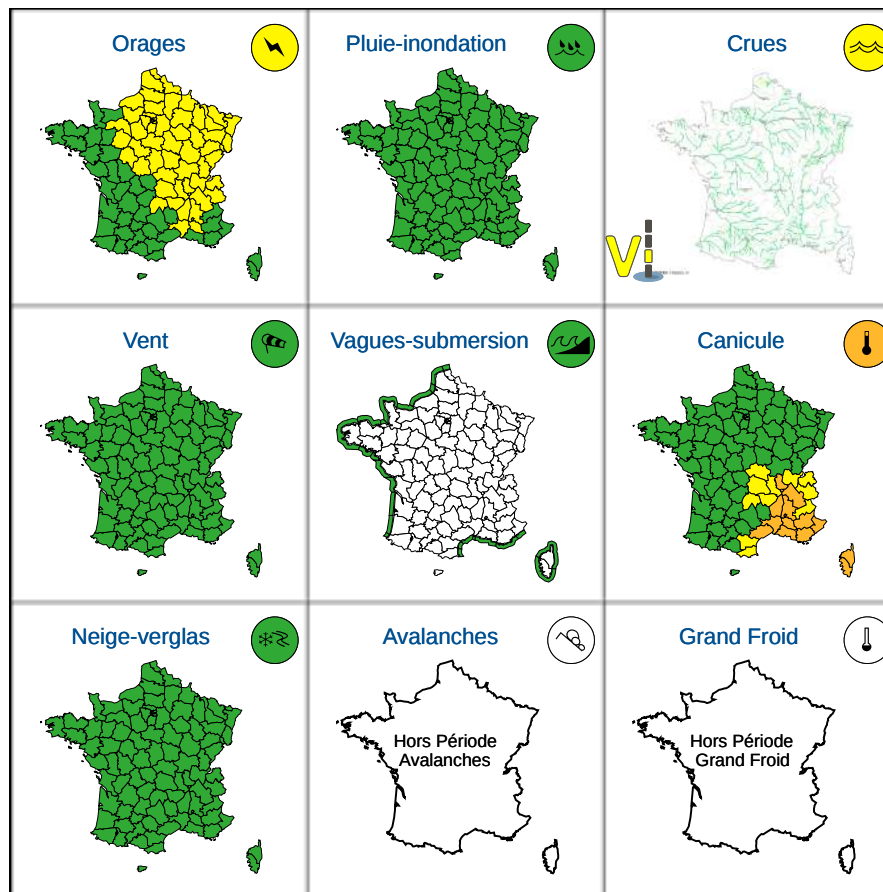 Orages
Pluie-inondation
Crues
Vi
Vent
Vagues-submersion
Canicule
Neige-verglas
Avalanches
Grand Froid
Hors Période
Avalanches
Hors Période
Grand Froid